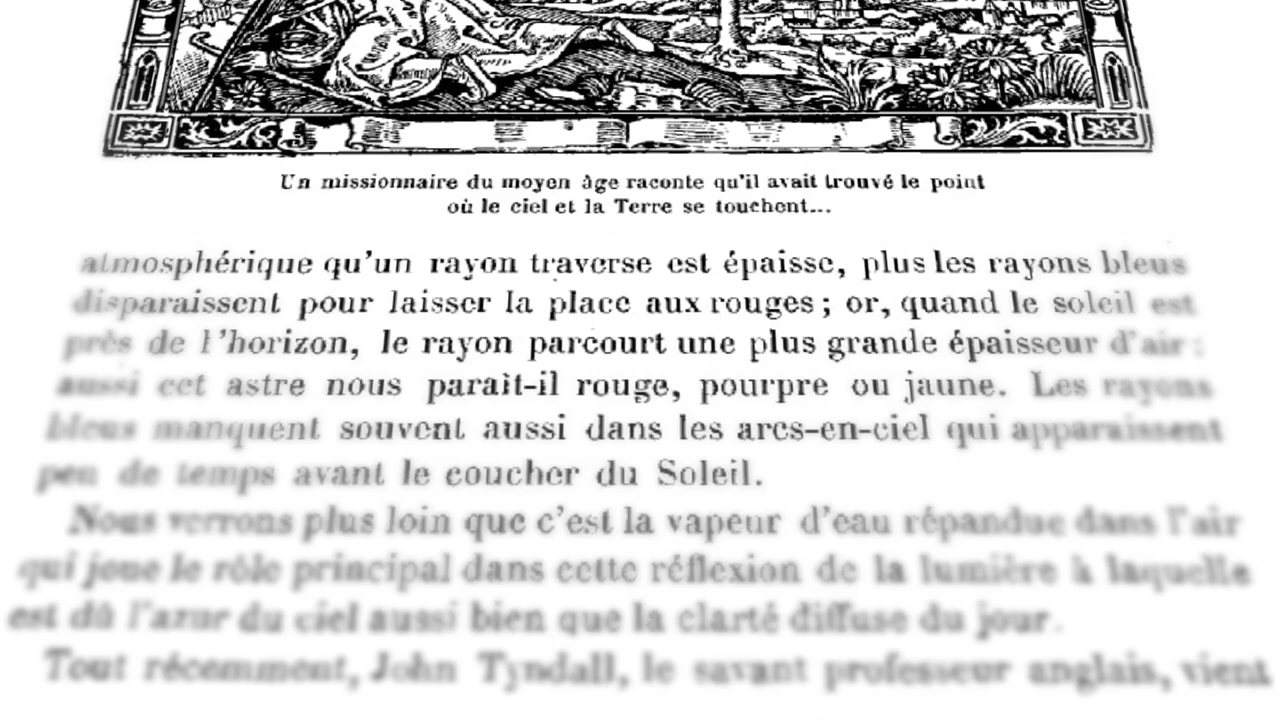 Un missionnaire du moyen âge raconte qu'il avait trouvé le point
où le ciel et la Terre se touchent...
atmosphérique qu'un rayon traverse est épaisse, plus les rayons bleus
disparaissent pour laisser la place aux rouges; or, quand le soleil est
près de l'horizon, le rayon parcourt une plus grande épaisseur d'air :
aussi cet astre nous paraît-il rouge, pourpre ou jaune. Les rayons
bleus manquent souvent aussi dans les arcs-en-ciel qui apparaissent
peu de temps avant le coucher du Soleil.
Nous verrons plus loin que c'est la vapeur d'eau répandue dans l'air
qui joue le rôle principal dans cette réflexion de la lumière à laquelle
est dû l'azur du ciel aussi bien que la clarté diffuse du jour.
Tout récemment, John Tyndall, le savant professeur anglais, vient